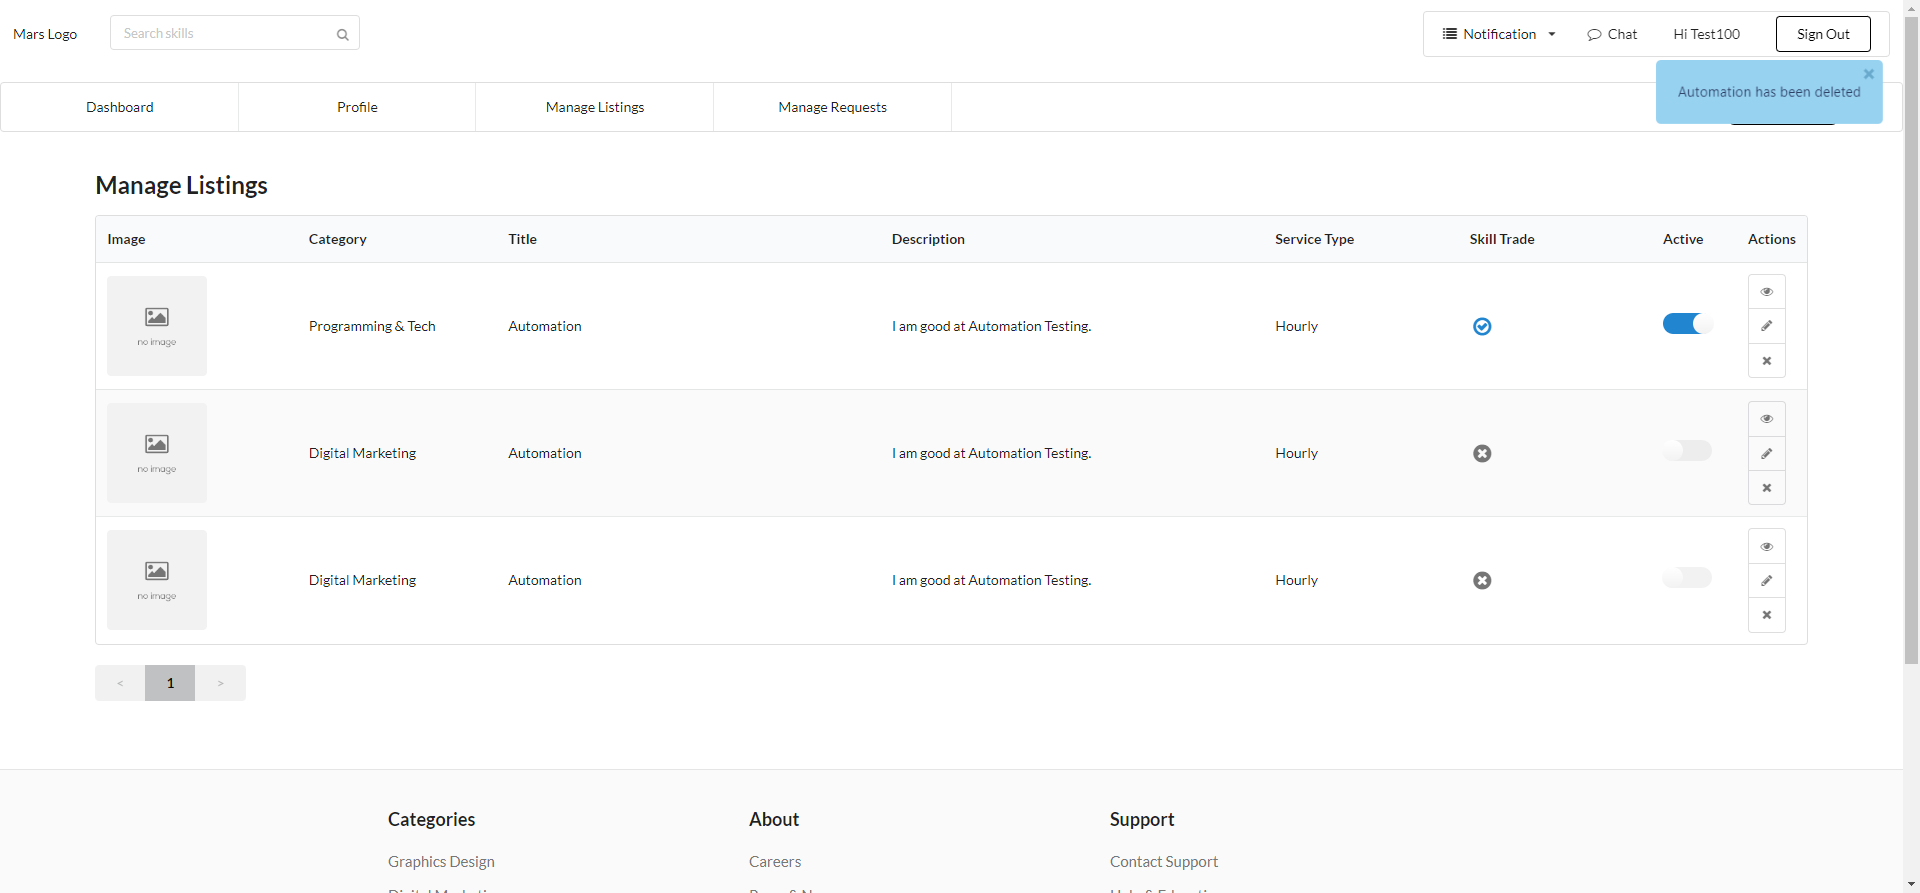 Mars Logo
Search skills
Notification
Chat
Hi Test100
Sign Out
Automation has been deleted
Dashboard
Profile
Manage Listings
Manage Requests
Manage Listings
Image Category Title Description Service Type Skill Trade Active Actions
no image
Programming & Tech Automation I am good at Automation Testing. Hourly
no image
Digital Marketing Automation I am good at Automation Testing. Hourly
no image
Digital Marketing Automation I am good at Automation Testing. Hourly
< 1 >
Categories About Support
Graphics Design Careers Contact Support